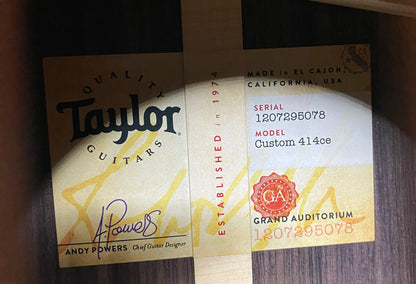 QUALITY
Taylor
GUITARS
A. Powers
ANDY POWERS Chief Guitar Designer
ESTABLISHED in 1974
MADE in EL CAJON,
CALIFORNIA, USA
SERIAL
1207295078
MODEL
Custom 414ce
GA
GRAND AUDITORIUM
1207295078